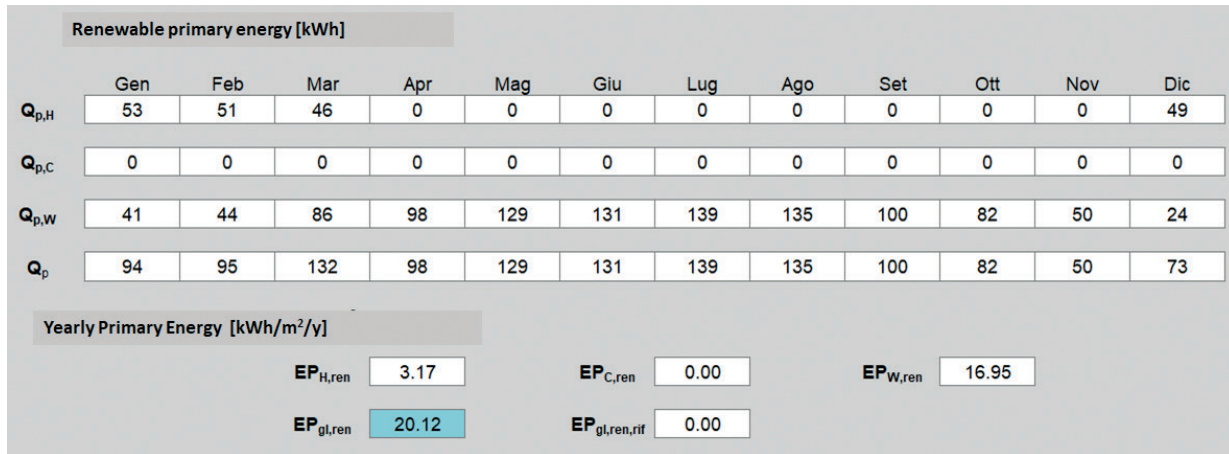 Renewable primary energy [kWh]
Gen Feb Mar Apr Mag Giu Lug Ago Set Ott Nov Dic
Qp,H 53 51 46 0 0 0 0 0 0 0 0 49
Qp,C 0 0 0 0 0 0 0 0 0 0 0 0
Qp,W 41 44 86 98 129 131 139 135 100 82 50 24
Qp 94 95 132 98 129 131 139 135 100 82 50 73
Yearly Primary Energy [kWh/m²/y]
EPH,ren 3.17 EPC,ren 0.00 EPW,ren 16.95
EPgl,ren 20.12 EPgl,ren,rif 0.00